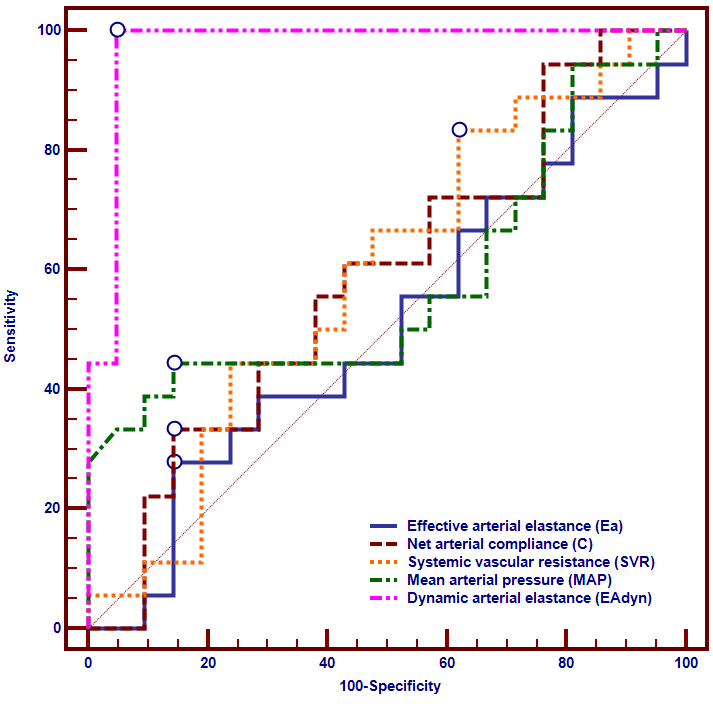 100
80
60
40
20
0
Sensitivity
Effective arterial elastance (Ea)
Net arterial compliance (C)
Systemic vascular resistance (SVR)
Mean arterial pressure (MAP)
Dynamic arterial elastance (EAdyn)
0 20 40 60 80 100
100-Specificity